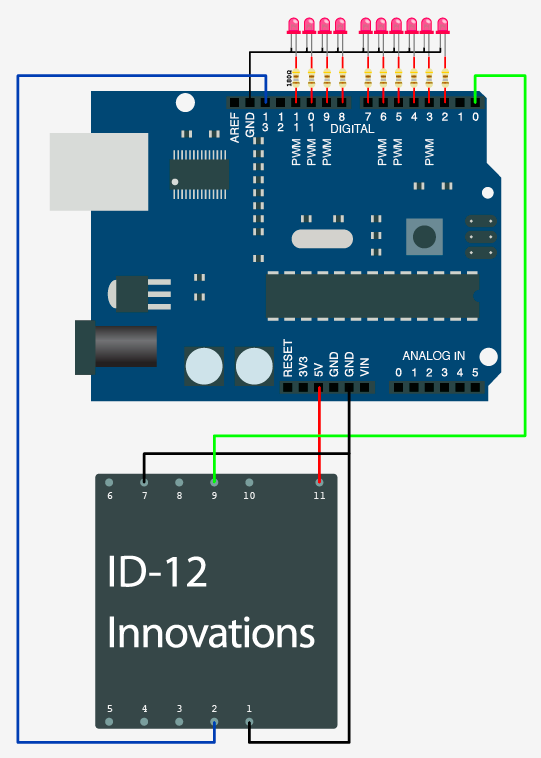 180Ω
AREF
GND
13
12
11
10
9
8
7
6
5
4
3
2
1
0
DIGITAL
PWM
PWM
PWM
PWM
PWM
PWM
RESET
3V3
5V
GND
GND
VIN
ANALOG IN
0 1 2 3 4 5
6 7 8 9 10 11
ID-12
Innovations
5 4 3 2 1